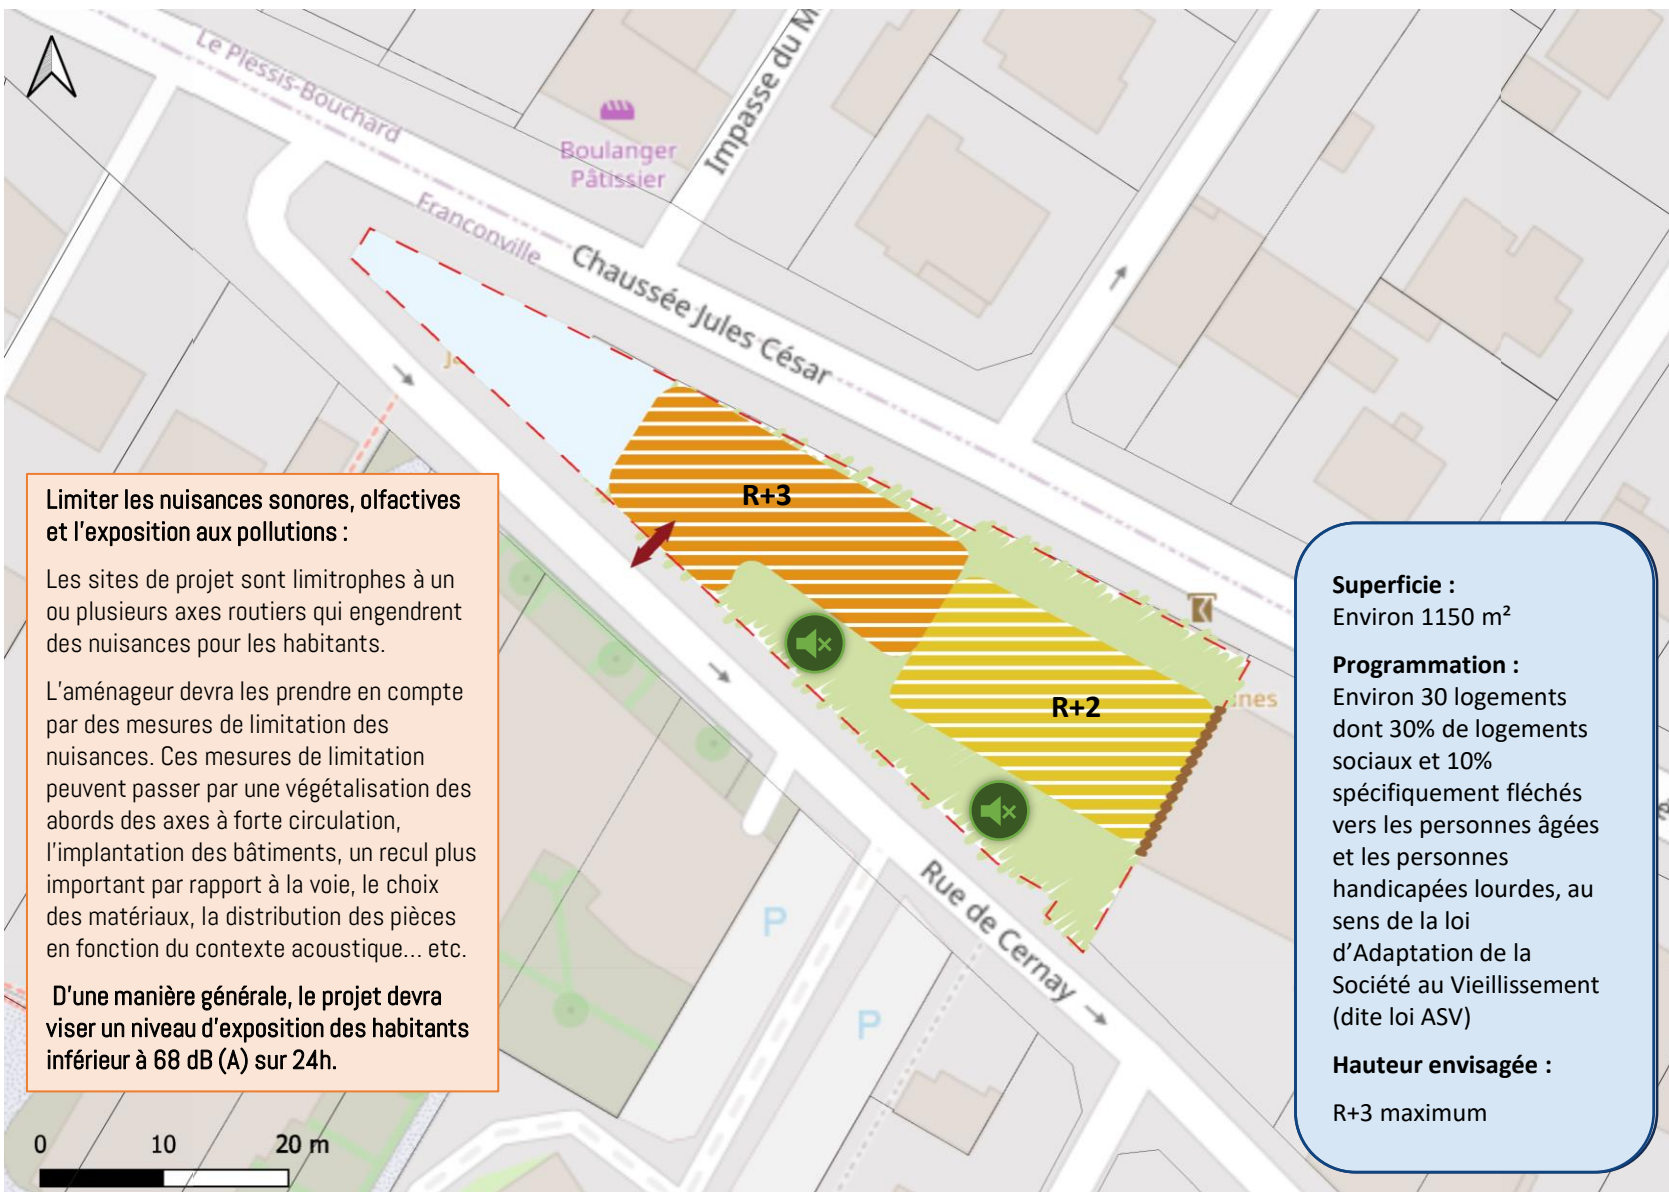 Le Plessis-Bouchard
Boulanger
Pâtissier
Franconville
Chaussée Jules César
R+3
R+2
Rue de Cernay
P
P
Limiter les nuisances sonores, olfactives
et l'exposition aux pollutions :
Les sites de projet sont limitrophes à un
ou plusieurs axes routiers qui engendrent
des nuisances pour les habitants.
L'aménageur devra les prendre en compte
par des mesures de limitation des
nuisances. Ces mesures de limitation
peuvent passer par une végétalisation des
abords des axes à forte circulation,
l'implantation des bâtiments, un recul plus
important par rapport à la voie, le choix
des matériaux, la distribution des pièces
en fonction du contexte acoustique... etc.
D'une manière générale, le projet devra
viser un niveau d'exposition des habitants
inférieur à 68 dB (A) sur 24h.
Superficie :
Environ 1150 m²
Programmation :
Environ 30 logements
dont 30% de logements
sociaux et 10%
spécifiquement fléchés
vers les personnes âgées
et les personnes
handicapées lourdes, au
sens de la loi
d'Adaptation de la
Société au Vieillissement
(dite loi ASV)
Hauteur envisagée :
R+3 maximum
Impasse du M
nes
0 10 20 m